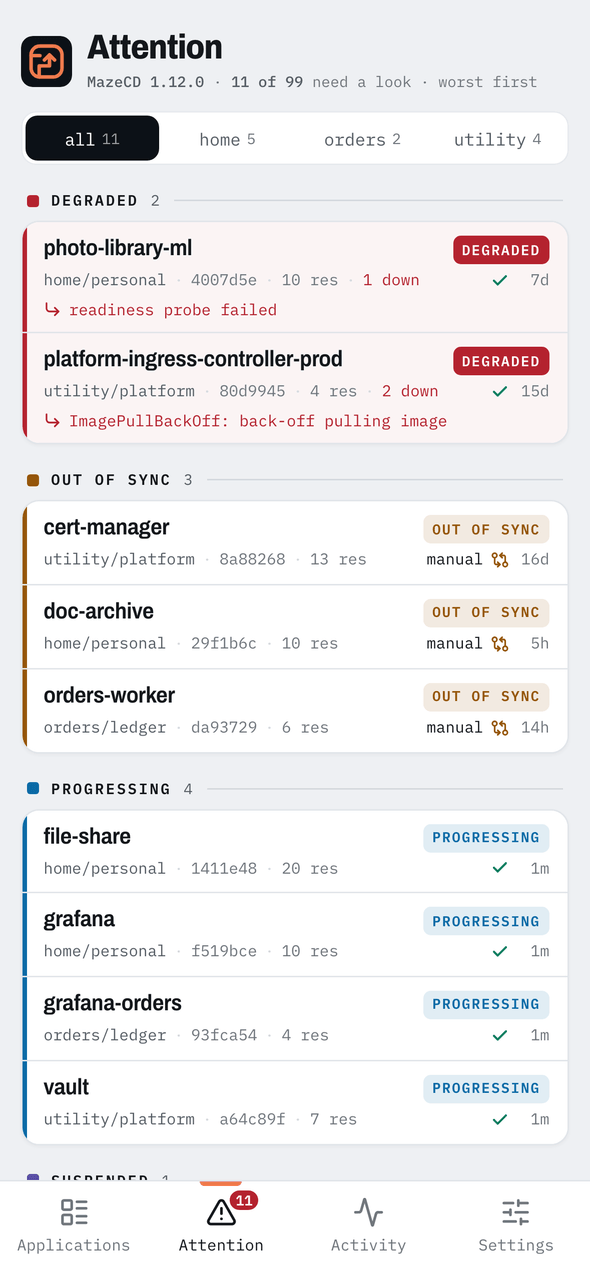 Attention
MazeCD 1.12.0 · 11 of 99 need a look · worst first
all 11 home 5 orders 2 utility 4
DEGRADED 2
photo-library-ml DEGRADED
home/personal · 4007d5e · 10 res · 1 down 7d
readiness probe failed
platform-ingress-controller-prod DEGRADED
utility/platform · 80d9945 · 4 res · 2 down 15d
ImagePullBackOff: back-off pulling image
OUT OF SYNC 3
cert-manager OUT OF SYNC
utility/platform · 8a88268 · 13 res manual 16d
doc-archive OUT OF SYNC
home/personal · 29f1b6c · 10 res manual 5h
orders-worker OUT OF SYNC
orders/ledger · da93729 · 6 res manual 14h
PROGRESSING 4
file-share PROGRESSING
home/personal · 1411e48 · 20 res 1m
grafana PROGRESSING
home/personal · f519bce · 10 res 1m
grafana-orders PROGRESSING
orders/ledger · 93fca54 · 4 res 1m
vault PROGRESSING
utility/platform · a64c89f · 7 res 1m
SUSPENDED 1
11
Applications Attention Activity Settings